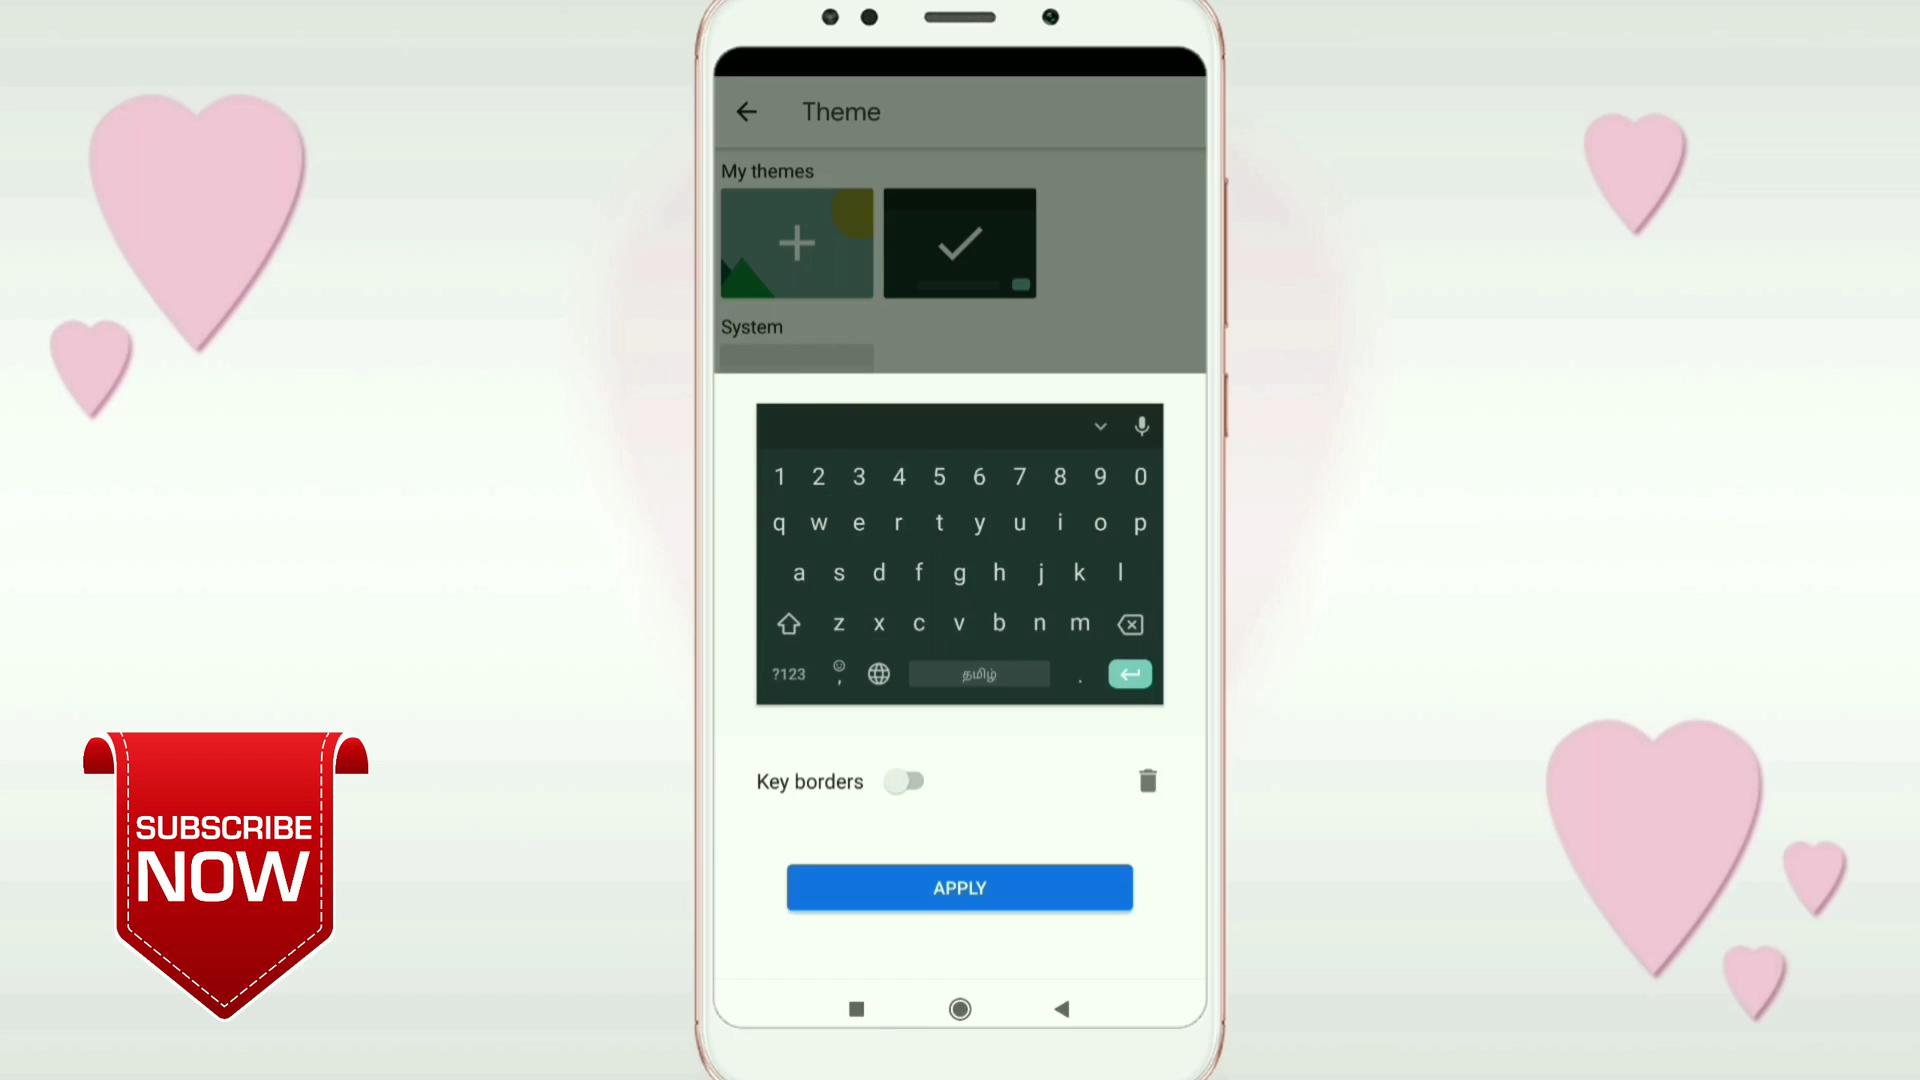 Theme
My themes
System
1 2 3 4 5 6 7 8 9 0
q w e r t y u i o p
a s d f g h j k l
z x c v b n m
?123 , தமிழ் .
Key borders
APPLY
SUBSCRIBE
NOW